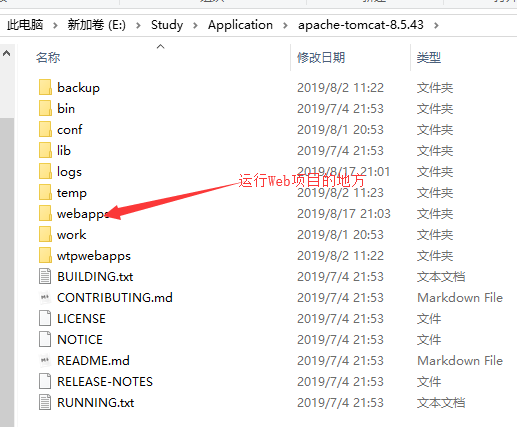 此电脑 > 新加卷 (E:) > Study > Application > apache-tomcat-8.5.43 >
名称 修改日期 类型
backup 2019/8/2 11:22 文件夹
bin 2019/7/4 21:53 文件夹
conf 2019/8/1 20:53 文件夹
lib 2019/7/4 21:53 文件夹
logs 2019/8/17 21:01 文件夹
运行Web项目的地方
temp 2019/8/2 11:23 文件夹
webapps 2019/8/17 21:03 文件夹
work 2019/8/1 20:53 文件夹
wtpwebapps 2019/8/2 11:22 文件夹
BUILDING.txt 2019/7/4 21:53 文本文档
CONTRIBUTING.md 2019/7/4 21:53 Markdown File
LICENSE 2019/7/4 21:53 文件
NOTICE 2019/7/4 21:53 文件
README.md 2019/7/4 21:53 Markdown File
RELEASE-NOTES 2019/7/4 21:53 文件
RUNNING.txt 2019/7/4 21:53 文本文档